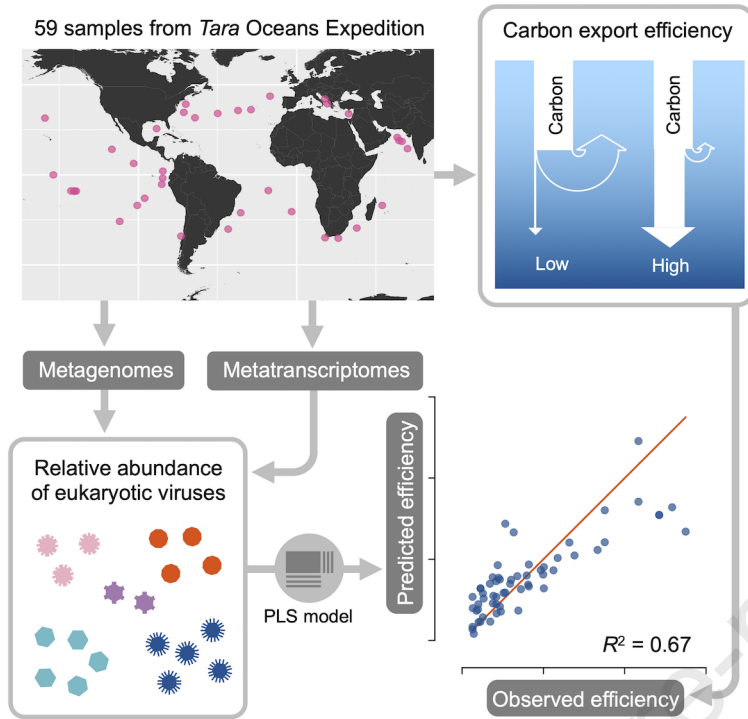 59 samples from Tara Oceans Expedition
Carbon export efficiency
Carbon
Carbon
Low
High
Metagenomes
Metatranscriptomes
Relative abundance
of eukaryotic viruses
PLS model
Predicted efficiency
R² = 0.67
Observed efficiency